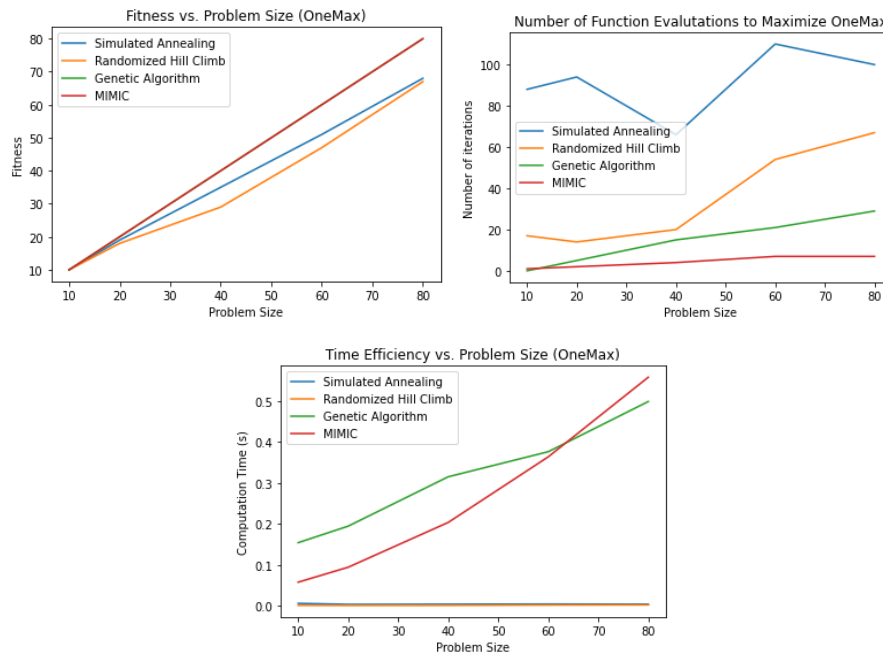 Fitness vs. Problem Size (OneMax)
80
70
60
50
40
30
20
10
Fitness
Simulated Annealing
Randomized Hill Climb
Genetic Algorithm
MIMIC
10 20 30 40 50 60 70 80
Problem Size
Number of Function Evalutations to Maximize OneMax
100
80
60
40
20
0
Number of iterations
Simulated Annealing
Randomized Hill Climb
Genetic Algorithm
MIMIC
10 20 30 40 50 60 70 80
Problem Size
Time Efficiency vs. Problem Size (OneMax)
0.5
0.4
0.3
0.2
0.1
0.0
Computation Time (s)
Simulated Annealing
Randomized Hill Climb
Genetic Algorithm
MIMIC
10 20 30 40 50 60 70 80
Problem Size